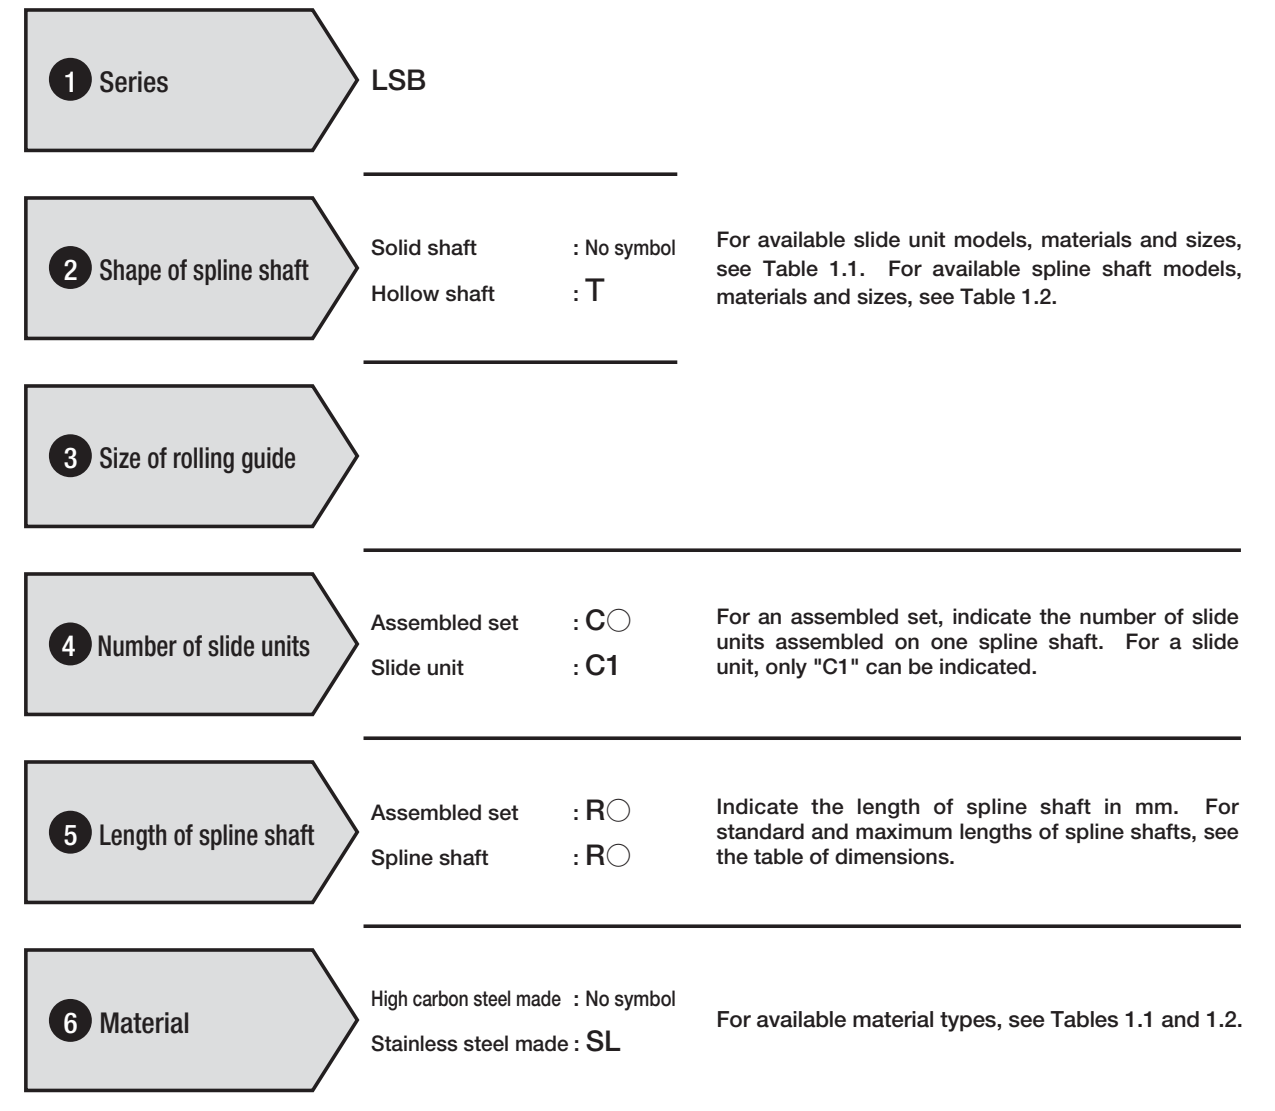 1 Series
LSB
2 Shape of spline shaft
Solid shaft : No symbol
Hollow shaft : T
For available slide unit models, materials and sizes,
see Table 1.1. For available spline shaft models,
materials and sizes, see Table 1.2.
3 Size of rolling guide
4 Number of slide units
Assembled set : C○
Slide unit : C1
For an assembled set, indicate the number of slide
units assembled on one spline shaft. For a slide
unit, only "C1" can be indicated.
5 Length of spline shaft
Assembled set : R○
Spline shaft : R○
Indicate the length of spline shaft in mm. For
standard and maximum lengths of spline shafts, see
the table of dimensions.
6 Material
High carbon steel made : No symbol
Stainless steel made : SL
For available material types, see Tables 1.1 and 1.2.